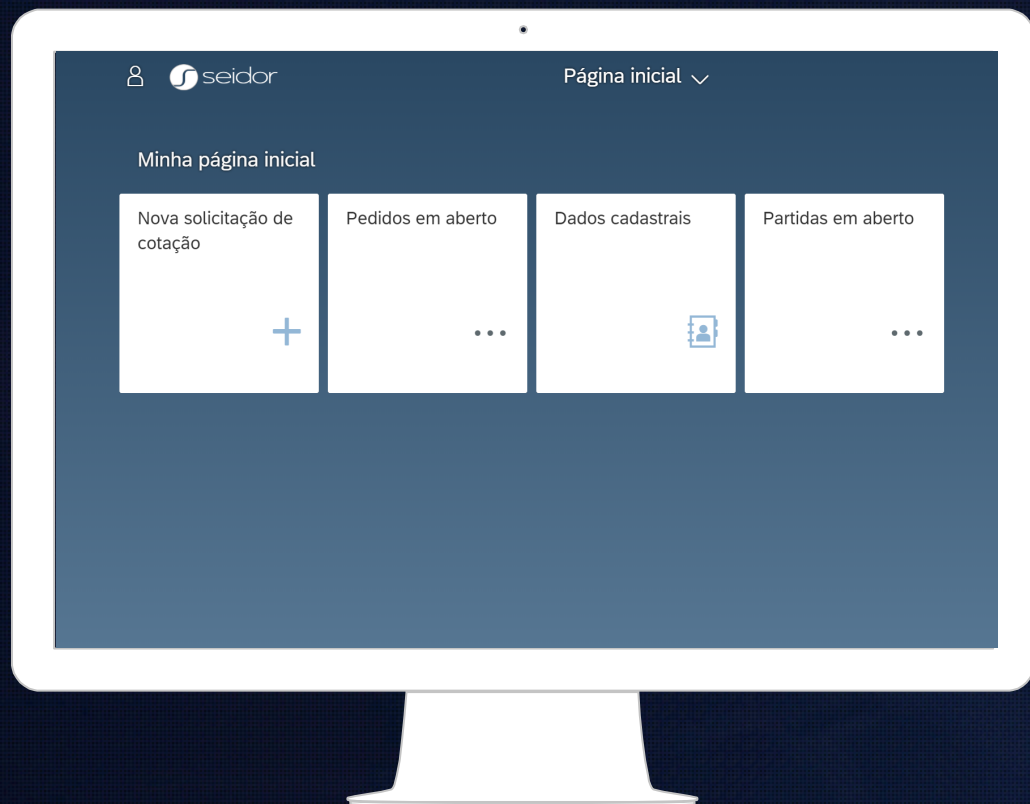 seidor
Página inicial
Minha página inicial
Nova solicitação de
cotação
Pedidos em aberto
Dados cadastrais
Partidas em aberto